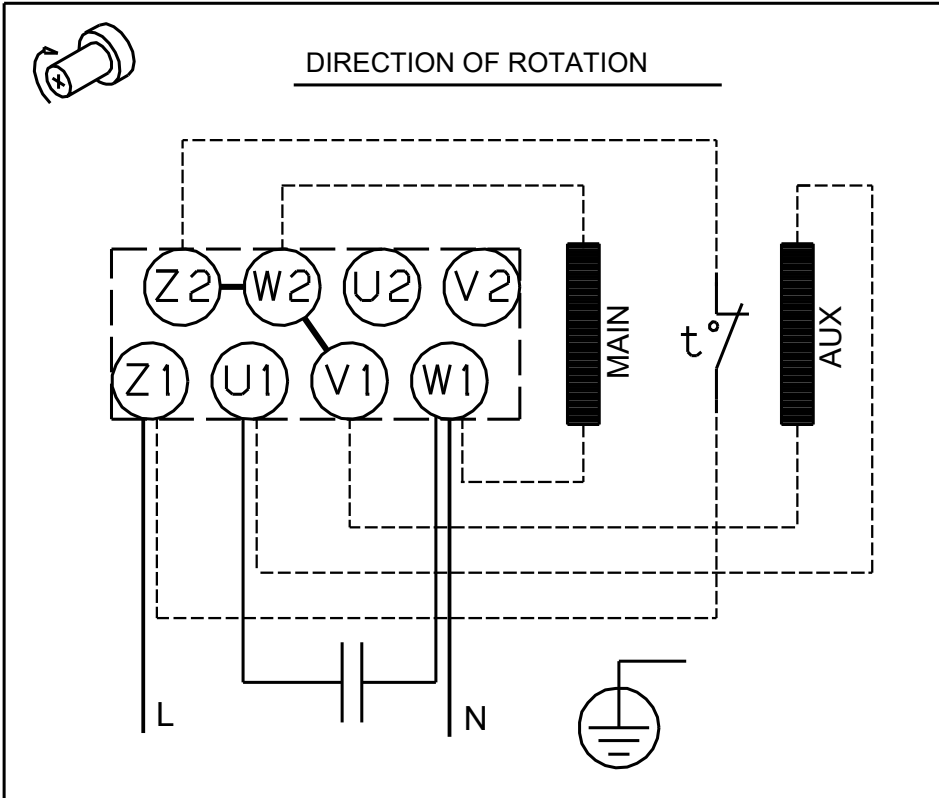 DIRECTION OF ROTATION
Z2 W2 U2 V2
Z1 U1 V1 W1
MAIN
t°
AUX
L
N